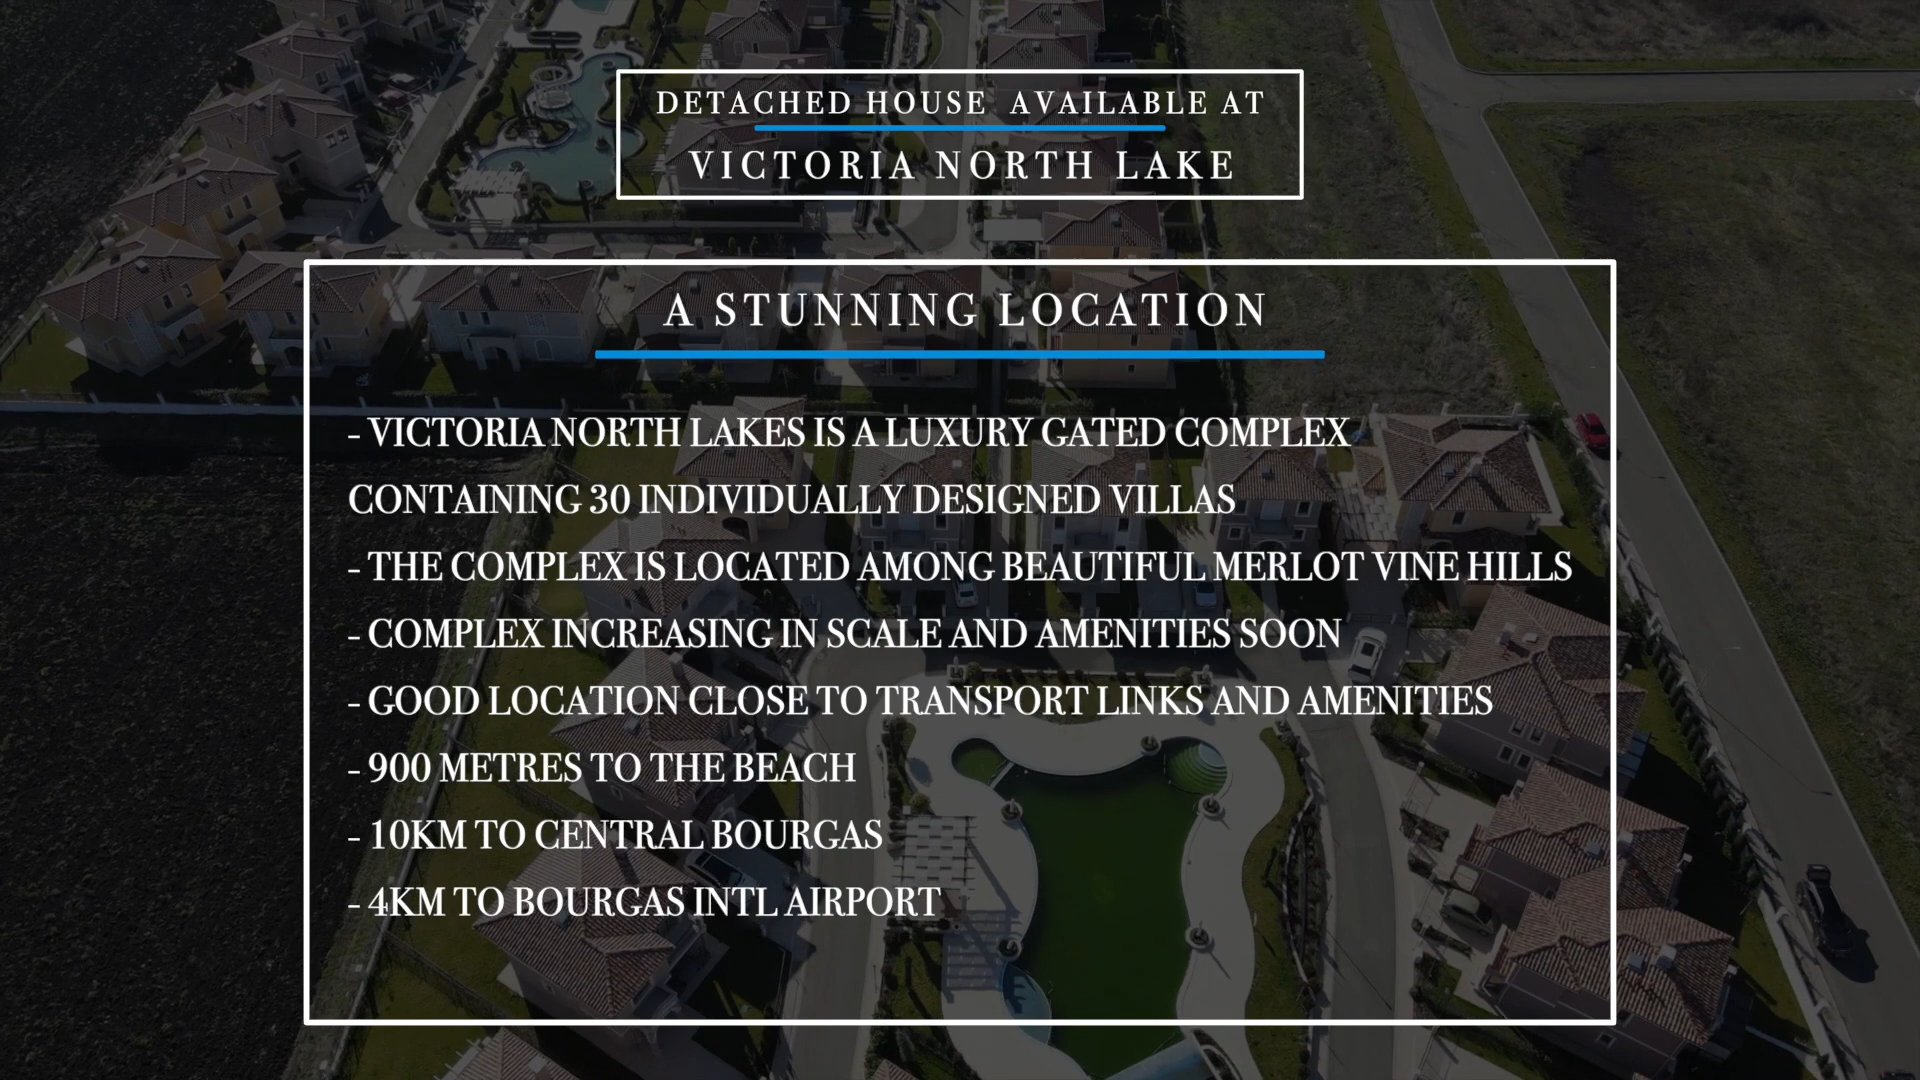 DETACHED HOUSE AVAILABLE AT
VICTORIA NORTH LAKE
A STUNNING LOCATION
- VICTORIA NORTH LAKES IS A LUXURY GATED COMPLEX
CONTAINING 30 INDIVIDUALLY DESIGNED VILLAS
- THE COMPLEX IS LOCATED AMONG BEAUTIFUL MERLOT VINE HILLS
- COMPLEX INCREASING IN SCALE AND AMENITIES SOON
- GOOD LOCATION CLOSE TO TRANSPORT LINKS AND AMENITIES
- 900 METRES TO THE BEACH
- 10KM TO CENTRAL BOURGAS
- 4KM TO BOURGAS INTL AIRPORT